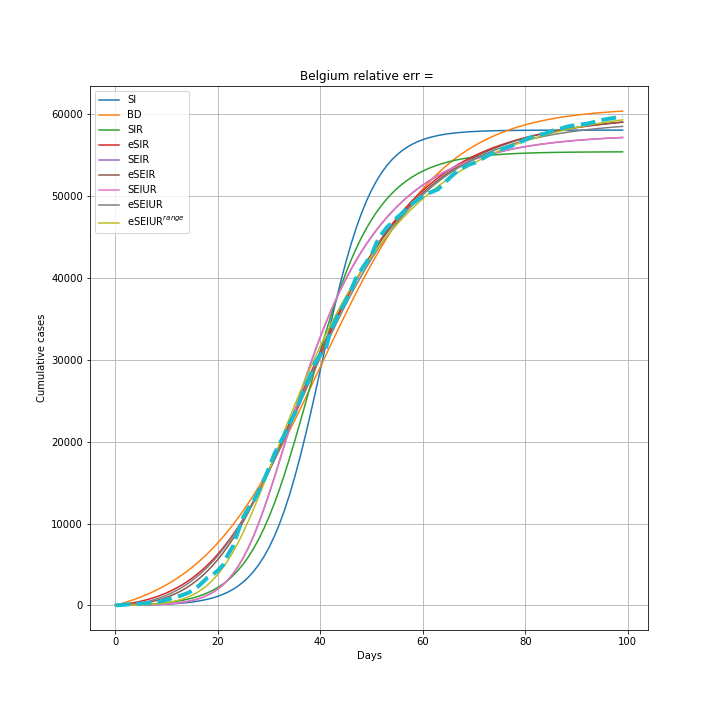 Belgium relative err =
SI
BD
SIR
eSIR
SEIR
eSEIR
SEIUR
eSEIUR
eSEIUR^range
60000
50000
40000
30000
20000
10000
0
Cumulative cases
0 20 40 60 80 100
Days